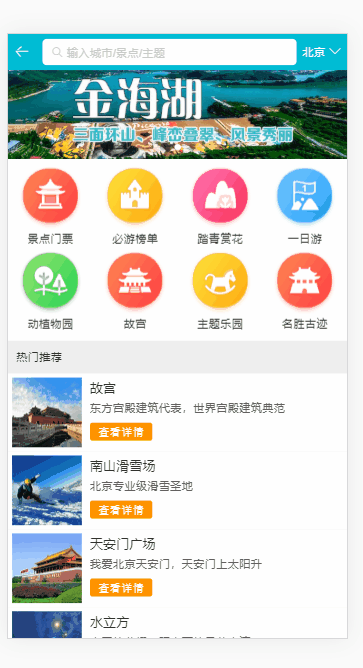 输入城市/景点/主题
北京
金海湖
三面环山、峰峦叠翠、风景秀丽
景点门票
必游榜单
踏青赏花
一日游
动植物园
故宫
主题乐园
名胜古迹
热门推荐
故宫
东方宫殿建筑代表，世界宫殿建筑典范
查看详情
南山滑雪场
北京专业级滑雪圣地
查看详情
天安门广场
我爱北京天安门，天安门上太阳升
查看详情
水立方